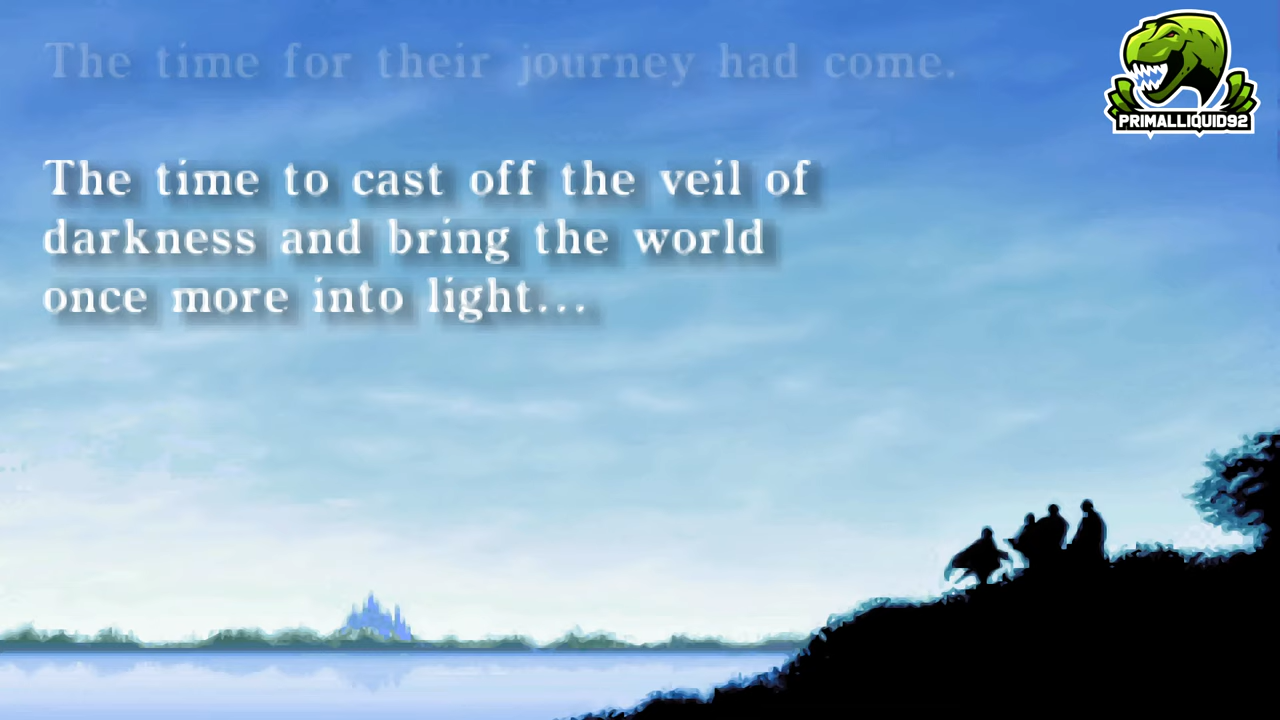 The time for their journey had come.
PRIMALLIQUID92
The time to cast off the veil of
darkness and bring the world
once more into light...